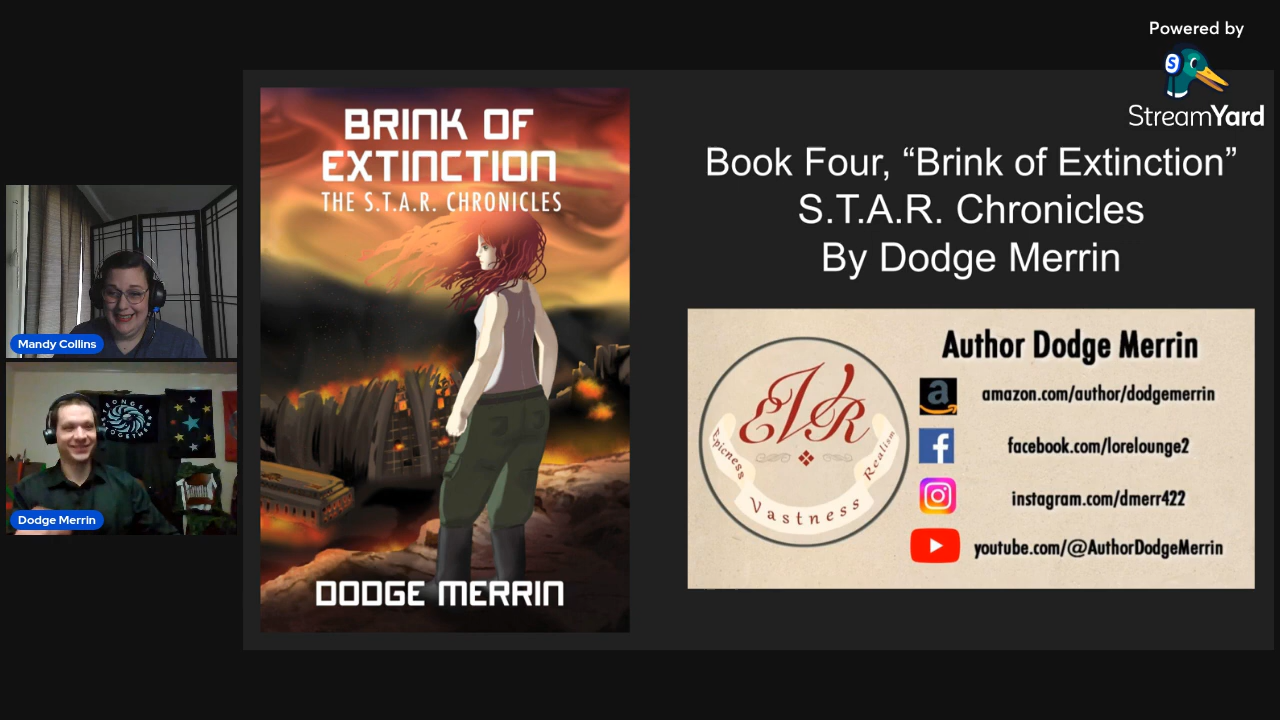 Powered by
S
StreamYard
BRINK OF
EXTINCTION
THE S.T.A.R. CHRONICLES
DODGE MERRIN
Book Four, “Brink of Extinction”
S.T.A.R. Chronicles
By Dodge Merrin
Author Dodge Merrin
EVR
Epicness
Vastness
Realism
a
amazon.com/author/dodgemerrin
f
facebook.com/lorelounge2
instagram.com/dmerr422
youtube.com/@AuthorDodgeMerrin
Mandy Collins
STRONGER
TOGETHER
Dodge Merrin